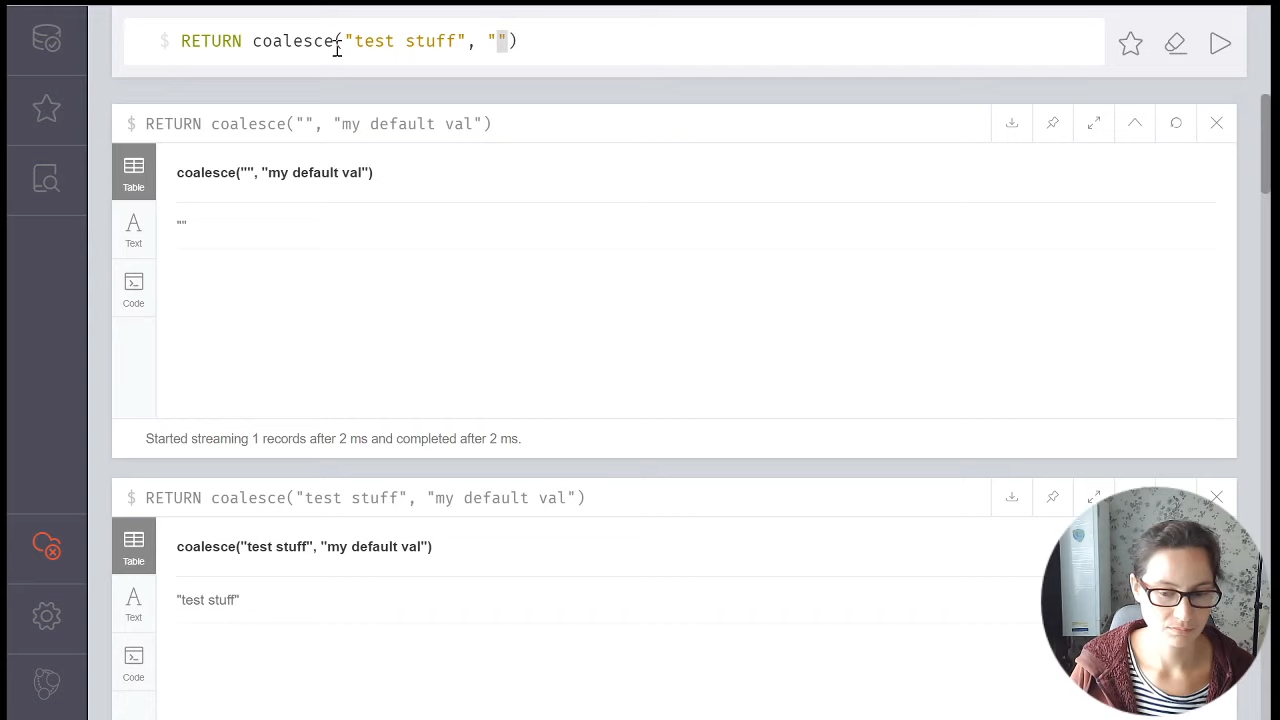 $ RETURN coalesce("test stuff", "")
$ RETURN coalesce("", "my default val")
Table
coalesce("", "my default val")
""
Text
Code
Started streaming 1 records after 2 ms and completed after 2 ms.
$ RETURN coalesce("test stuff", "my default val")
Table
coalesce("test stuff", "my default val")
"test stuff"
Text
Code